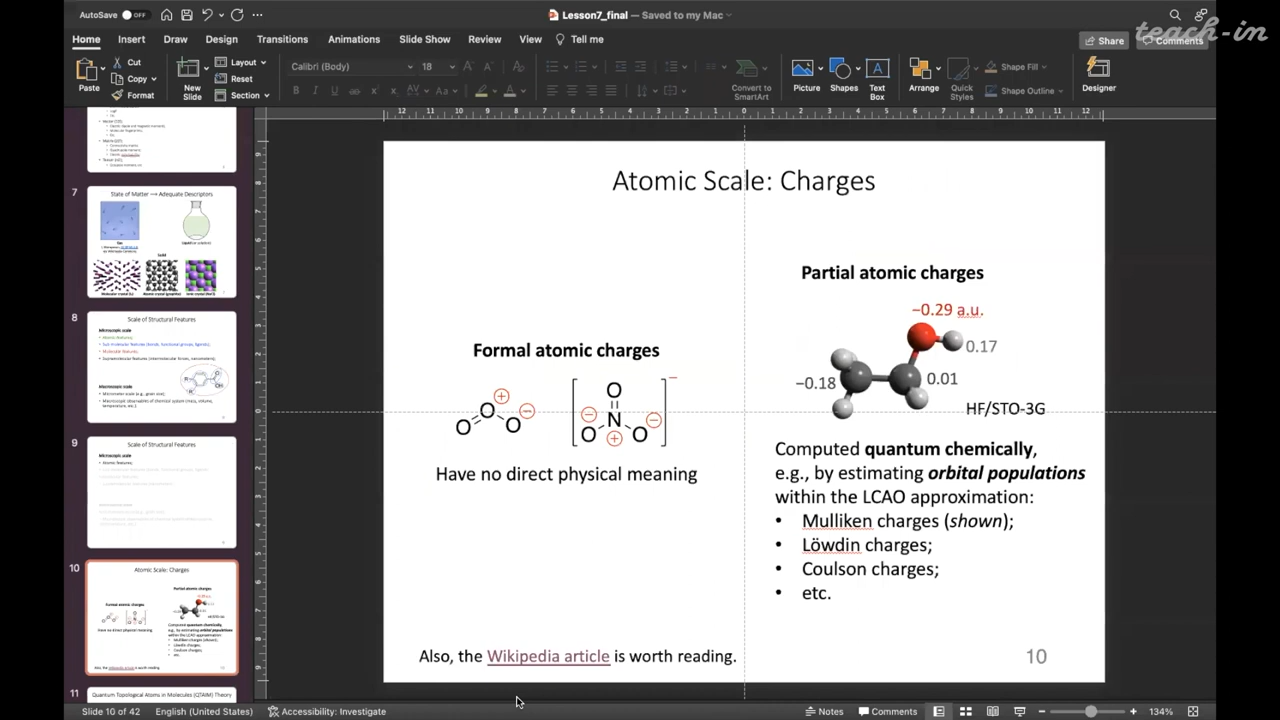 AutoSave OFF
Lesson7_final — Saved to my Mac
teach-in
Home Insert Draw Design Transitions Animations Slide Show Review View Tell me
Share Comments
Paste
Cut
Copy
Format
New Slide
Layout
Reset
Section
Calibri (Body) 18
Convert to SmartArt
Picture Shapes Text Box Arrange Quick Styles
Shape Fill
Shape Outline
Designer
7
State of Matter ⟶ Adequate Descriptors
8
Scale of Structural Features
9
Scale of Structural Features
10
Atomic Scale: Charges
11
Quantum Topological Atoms in Molecules (QTAIM) Theory
Atomic Scale: Charges
Formal atomic charges
O O O + −
[ O N O O ] − − − +
Have no direct physical meaning
Partial atomic charges
−0.29 a.u.
0.17
−0.18
0.01
HF/STO-3G
Computed quantum chemically,
e.g., by estimating orbital populations
within the LCAO approximation:
• Mulliken charges (shown);
• Löwdin charges;
• Coulson charges;
• etc.
Also, the Wikipedia article is worth reading.
10
Slide 10 of 42 English (United States) Accessibility: Investigate
Notes Comments 134%